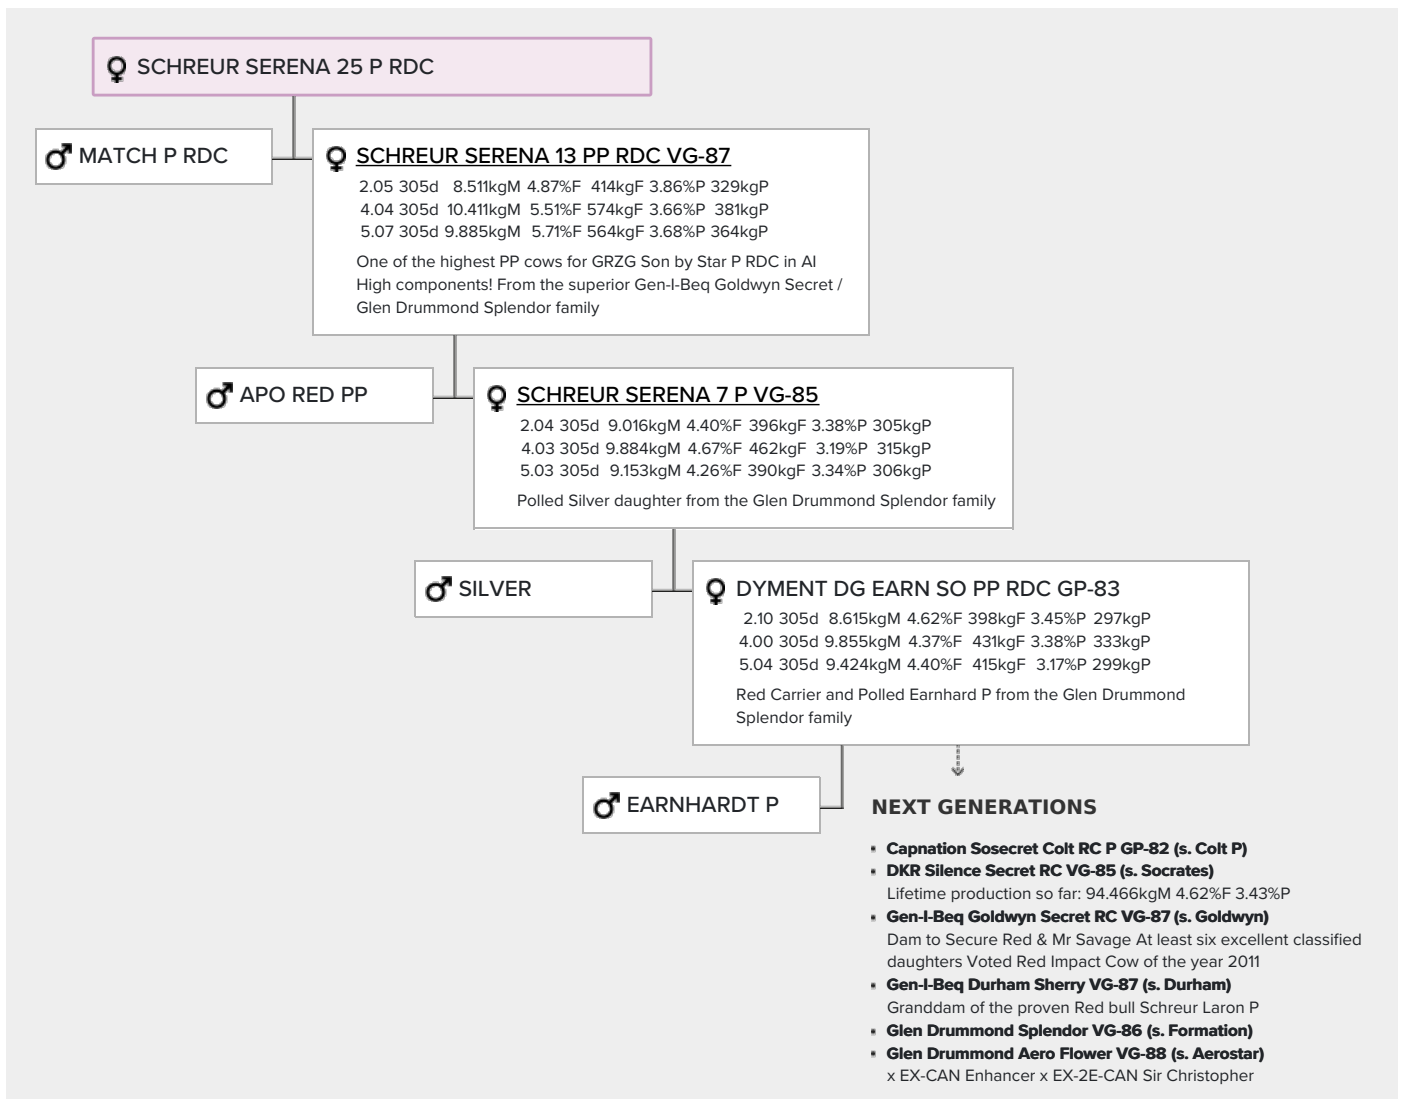 SCHREUR SERENA 25 P RDC
MATCH P RDC
SCHREUR SERENA 13 PP RDC VG-87
2.05 305d 8.511kgM 4.87%F 414kgF 3.86%P 329kgP
4.04 305d 10.411kgM 5.51%F 574kgF 3.66%P 381kgP
5.07 305d 9.885kgM 5.71%F 564kgF 3.68%P 364kgP
One of the highest PP cows for GRZG Son by Star P RDC in AI
High components! From the superior Gen-I-Beq Goldwyn Secret /
Glen Drummond Splendor family
APO RED PP
SCHREUR SERENA 7 P VG-85
2.04 305d 9.016kgM 4.40%F 396kgF 3.38%P 305kgP
4.03 305d 9.884kgM 4.67%F 462kgF 3.19%P 315kgP
5.03 305d 9.153kgM 4.26%F 390kgF 3.34%P 306kgP
Polled Silver daughter from the Glen Drummond Splendor family
SILVER
DYMENT DG EARN SO PP RDC GP-83
2.10 305d 8.615kgM 4.62%F 398kgF 3.45%P 297kgP
4.00 305d 9.855kgM 4.37%F 431kgF 3.38%P 333kgP
5.04 305d 9.424kgM 4.40%F 415kgF 3.17%P 299kgP
Red Carrier and Polled Earnhard P from the Glen Drummond
Splendor family
EARNHARDT P
NEXT GENERATIONS
Capnation Sosecret Colt RC P GP-82 (s. Colt P)
DKR Silence Secret RC VG-85 (s. Socrates)
Lifetime production so far: 94.466kgM 4.62%F 3.43%P
Gen-I-Beq Goldwyn Secret RC VG-87 (s. Goldwyn)
Dam to Secure Red & Mr Savage At least six excellent classified
daughters Voted Red Impact Cow of the year 2011
Gen-I-Beq Durham Sherry VG-87 (s. Durham)
Granddam of the proven Red bull Schreur Laron P
Glen Drummond Splendor VG-86 (s. Formation)
Glen Drummond Aero Flower VG-88 (s. Aerostar)
x EX-CAN Enhancer x EX-2E-CAN Sir Christopher